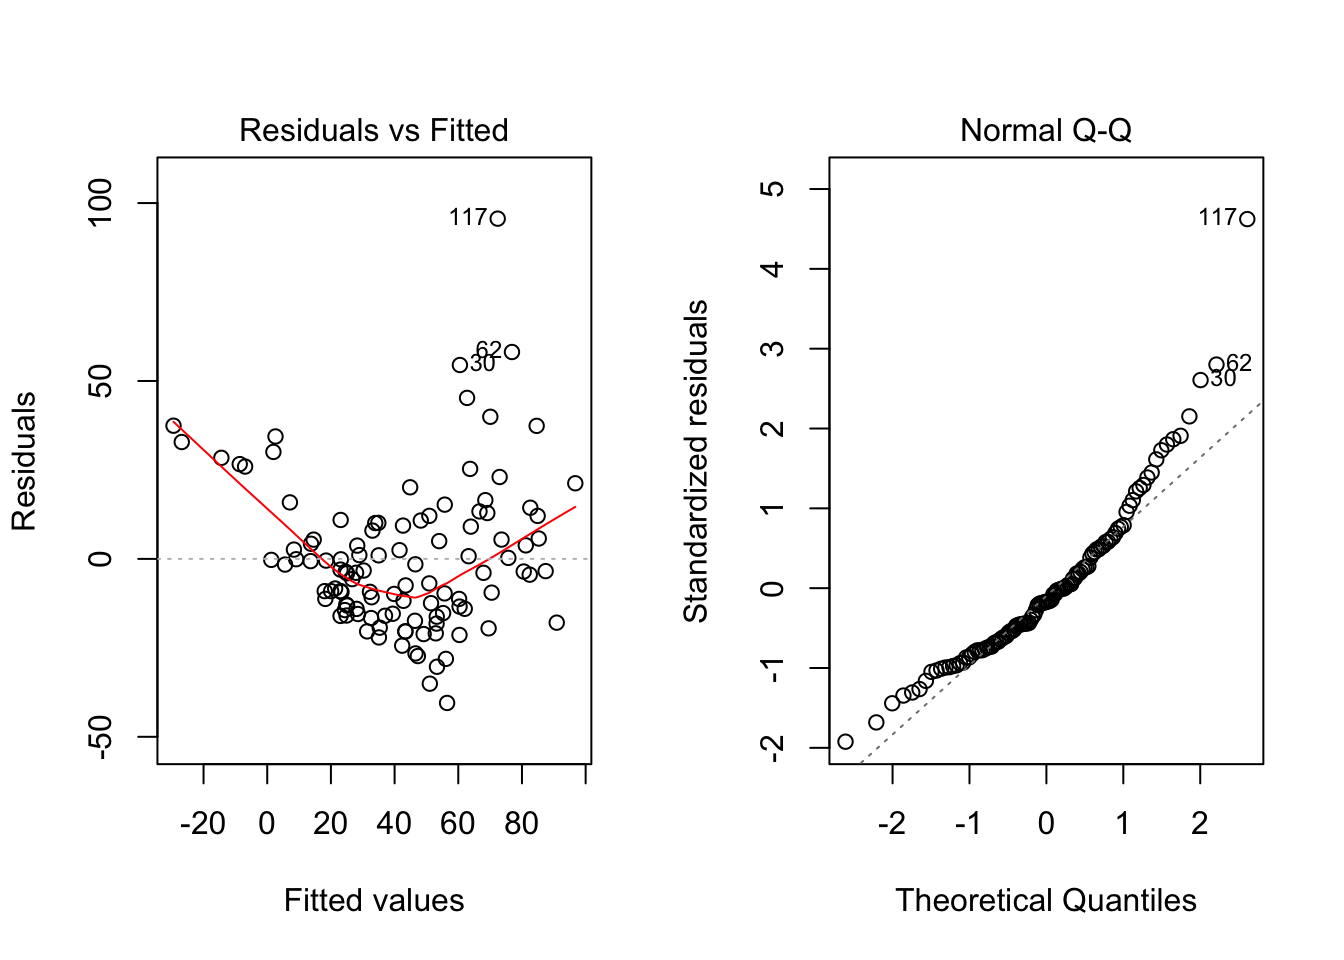 Residuals vs Fitted
Residuals
100
50
0
-50
117
62
30
-20 0 20 40 60 80
Fitted values
Normal Q-Q
Standardized residuals
5
4
3
2
1
0
-1
-2
117
62
30
-2 -1 0 1 2
Theoretical Quantiles